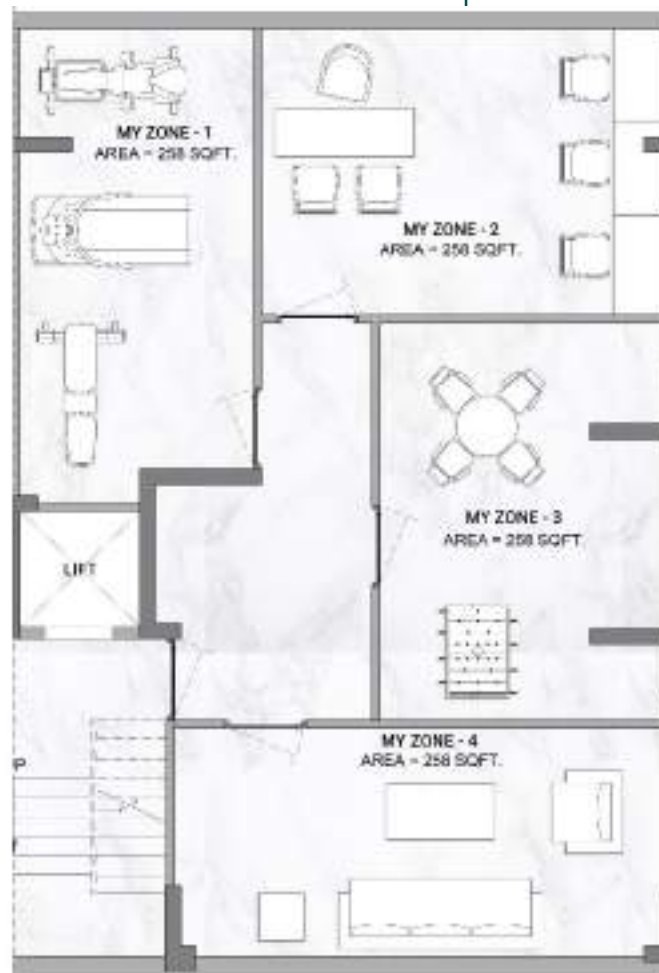 MY ZONE - 1
AREA = 258 SQFT.
MY ZONE - 2
AREA = 258 SQFT.
MY ZONE - 3
AREA = 258 SQFT.
LIFT
MY ZONE - 4
AREA = 258 SQFT.